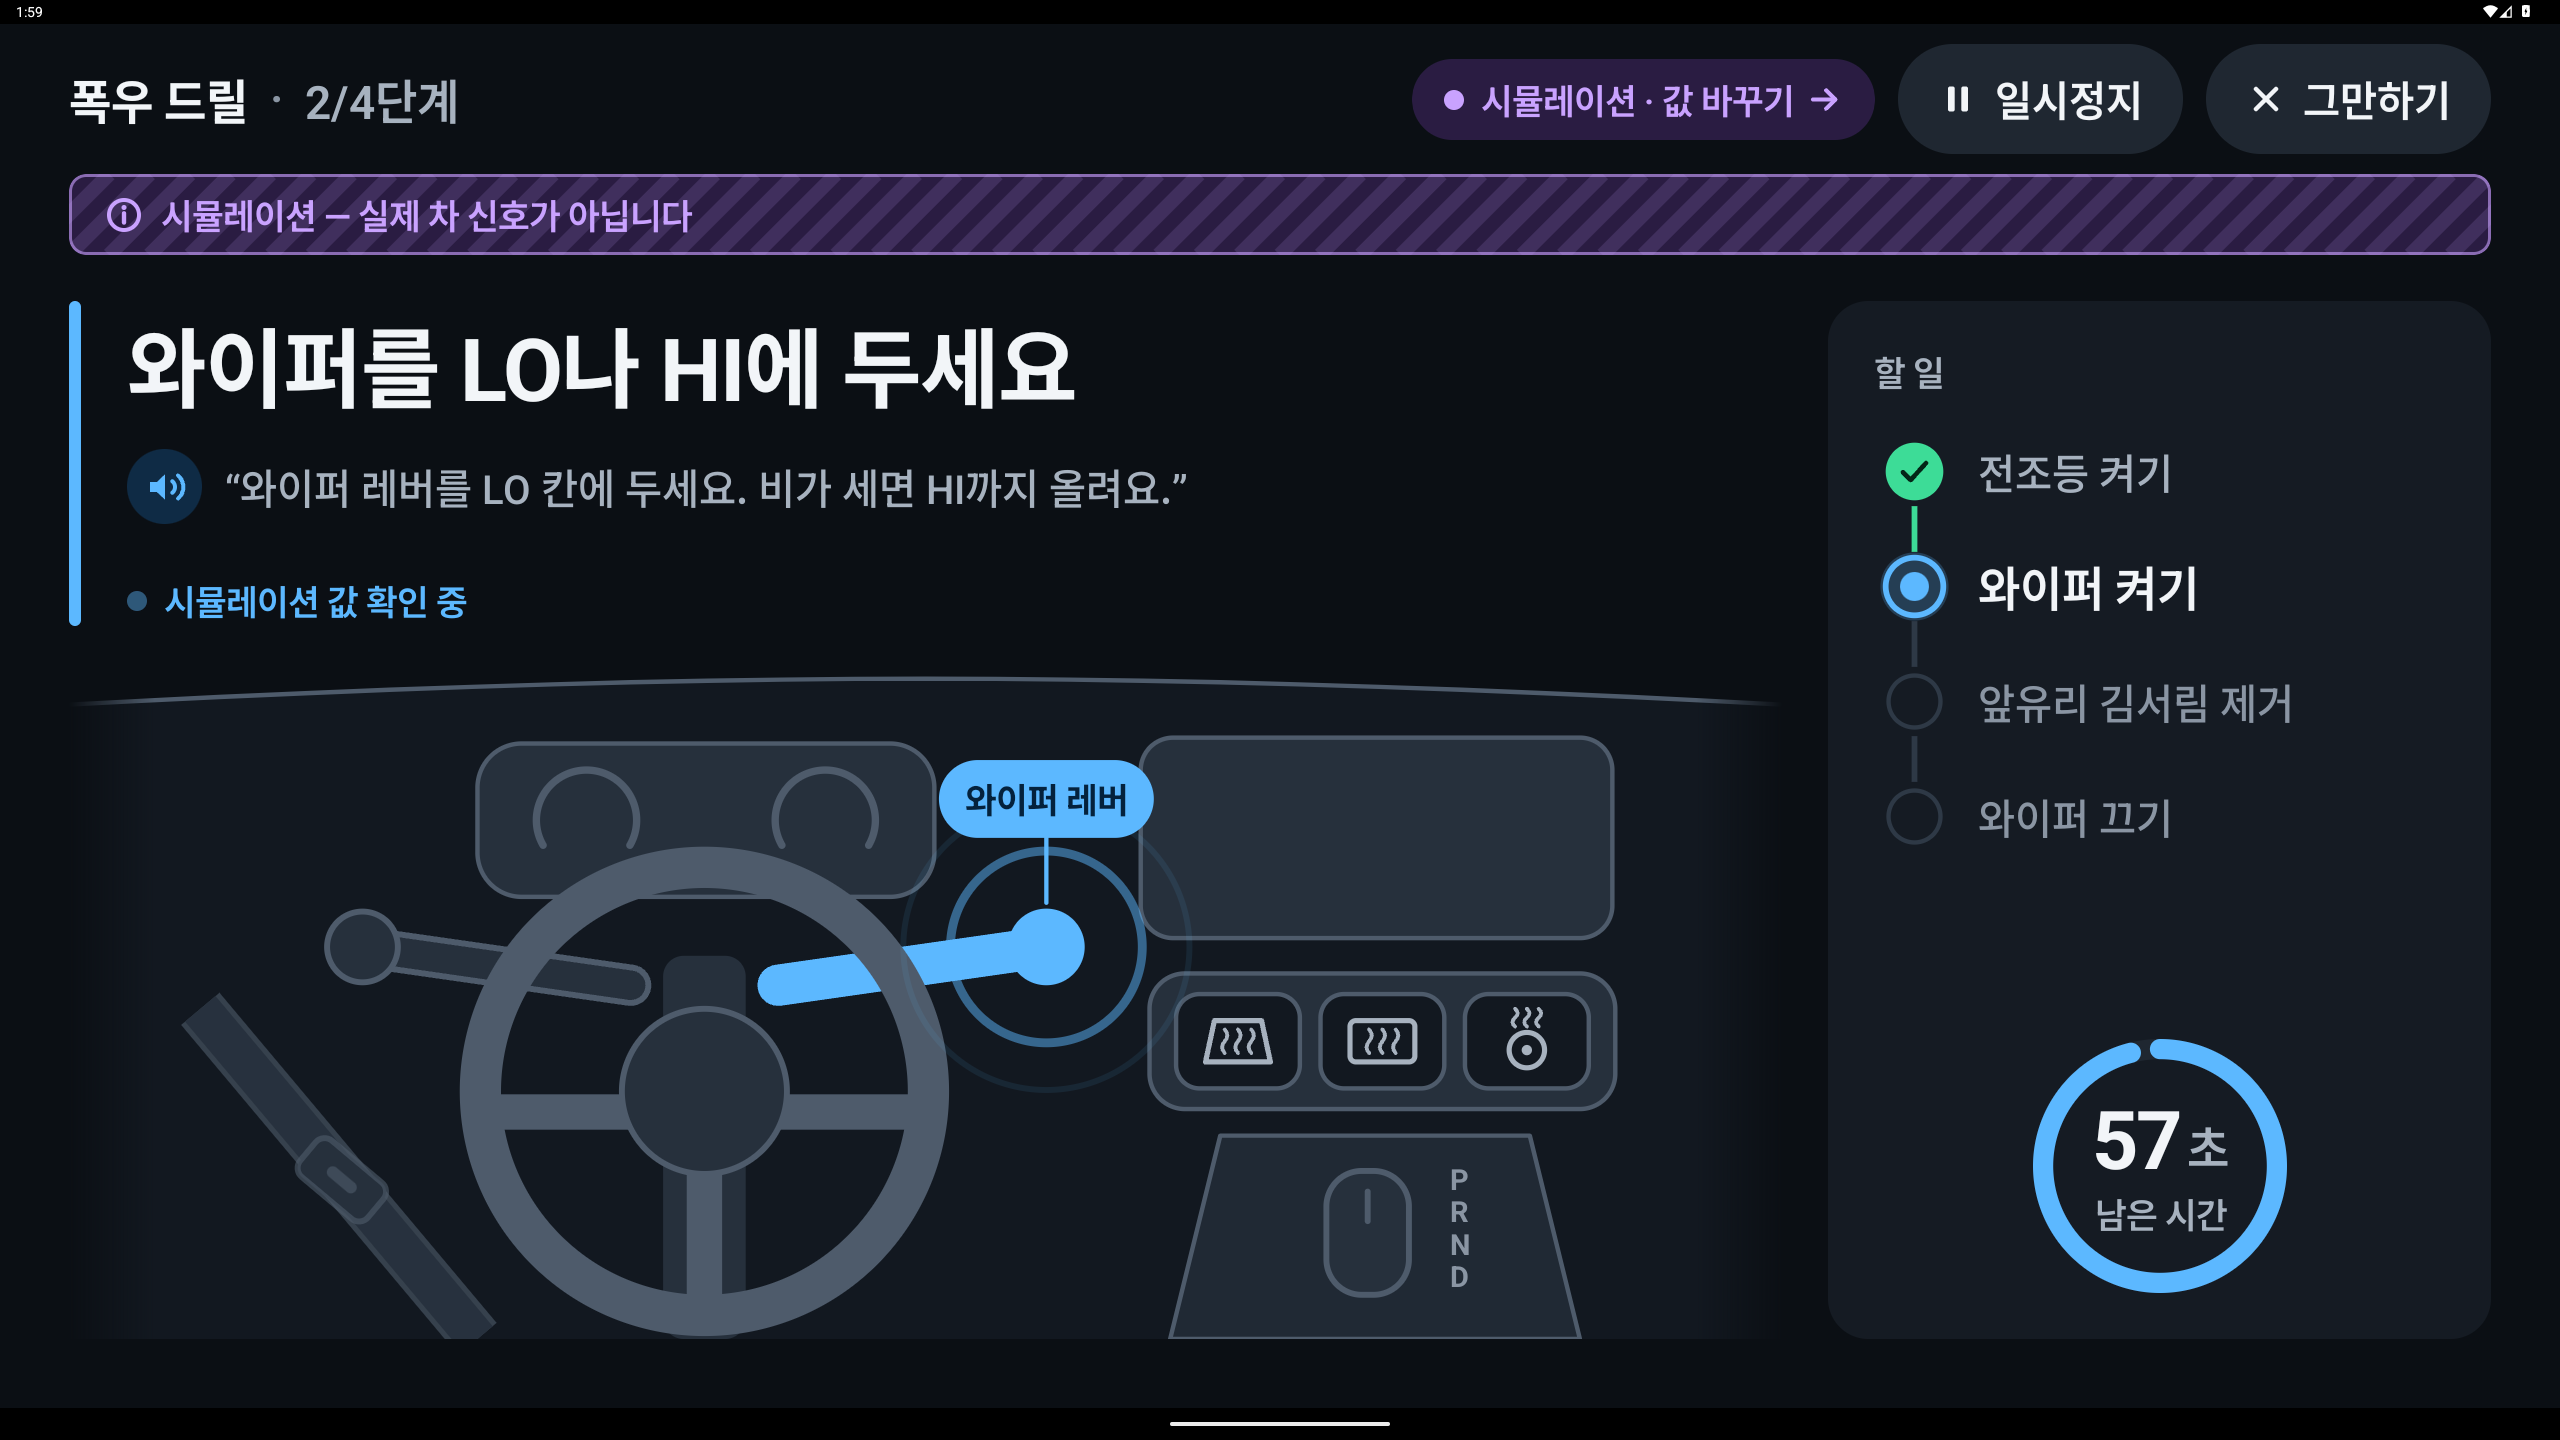 1:59
폭우 드릴 · 2/4단계
시뮬레이션 · 값 바꾸기 →
일시정지
그만하기
시뮬레이션 – 실제 차 신호가 아닙니다
와이퍼를 LO나 HI에 두세요
“와이퍼 레버를 LO 칸에 두세요. 비가 세면 HI까지 올려요.”
시뮬레이션 값 확인 중
와이퍼 레버
P
R
N
D
할 일
전조등 켜기
와이퍼 켜기
앞유리 김서림 제거
와이퍼 끄기
57 초
남은 시간